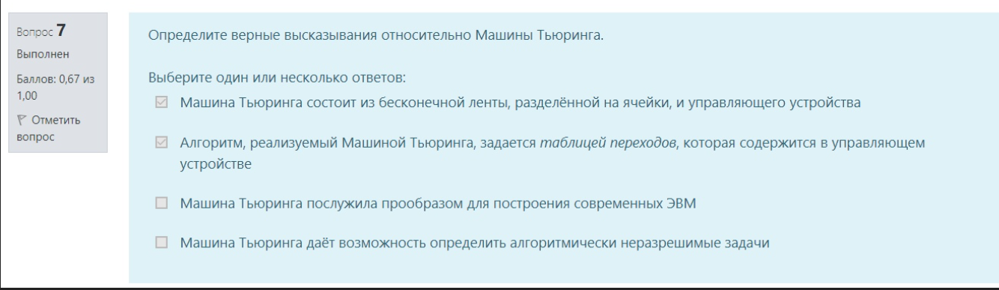 Вопрос 7
Выполнен
Баллов: 0,67 из
1,00
Отметить
вопрос
Определите верные высказывания относительно Машины Тьюринга.
Выберите один или несколько ответов:
Машина Тьюринга состоит из бесконечной ленты, разделённой на ячейки, и управляющего устройства
Алгоритм, реализуемый Машиной Тьюринга, задается таблицей переходов, которая содержится в управляющем
устройстве
Машина Тьюринга послужила прообразом для построения современных ЭВМ
Машина Тьюринга даёт возможность определить алгоритмически неразрешимые задачи